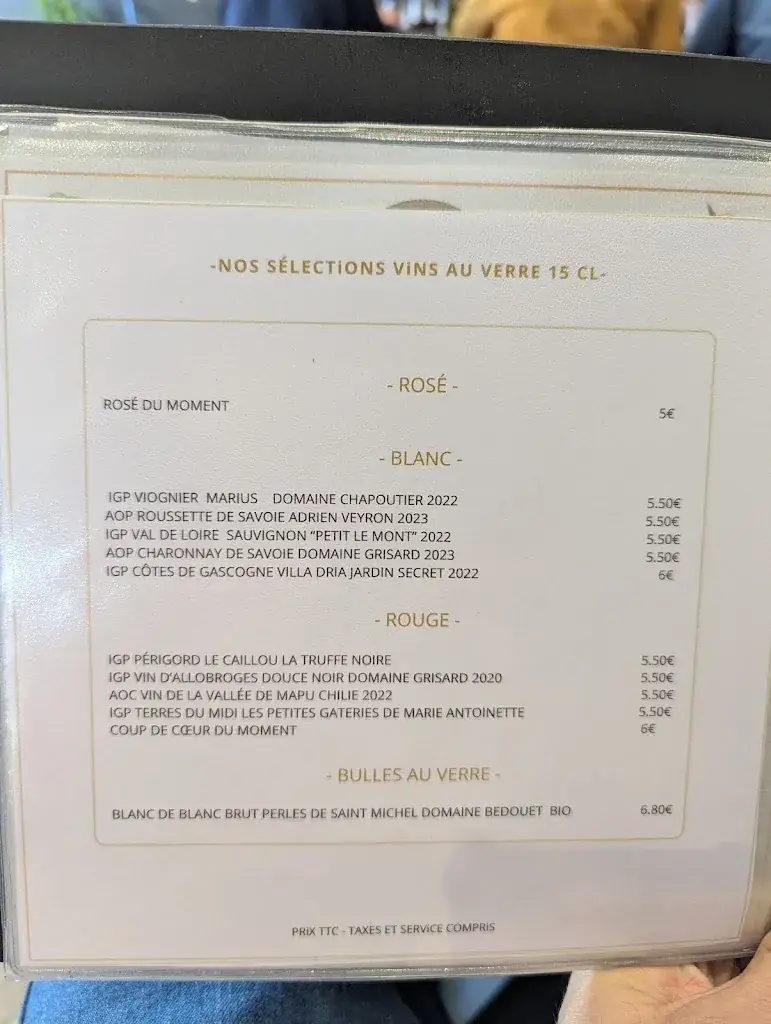 -NOS SÉLECTiONS ViNS AU VERRE 15 CL-
- ROSÉ -
ROSÉ DU MOMENT 5€
- BLANC -
IGP VIOGNIER MARIUS DOMAINE CHAPOUTIER 2022 5.50€
AOP ROUSSETTE DE SAVOIE ADRIEN VEYRON 2023 5.50€
IGP VAL DE LOIRE SAUVIGNON “PETIT LE MONT” 2022 5.50€
AOP CHARONNAY DE SAVOIE DOMAINE GRISARD 2023 5.50€
IGP CÔTES DE GASCOGNE VILLA DRIA JARDIN SECRET 2022 6€
- ROUGE -
IGP PÉRIGORD LE CAILLOU LA TRUFFE NOIRE 5.50€
IGP VIN D'ALLOBROGES DOUCE NOIR DOMAINE GRISARD 2020 5.50€
AOC VIN DE LA VALLÉE DE MAPU CHILIE 2022 5.50€
IGP TERRES DU MIDI LES PETITES GATERIES DE MARIE ANTOINETTE 5.50€
COUP DE CŒUR DU MOMENT 6€
- BULLES AU VERRE -
BLANC DE BLANC BRUT PERLES DE SAINT MICHEL DOMAINE BEDOUET BIO 6.80€
PRiX TTC - TAXES ET SERViCE COMPRiS